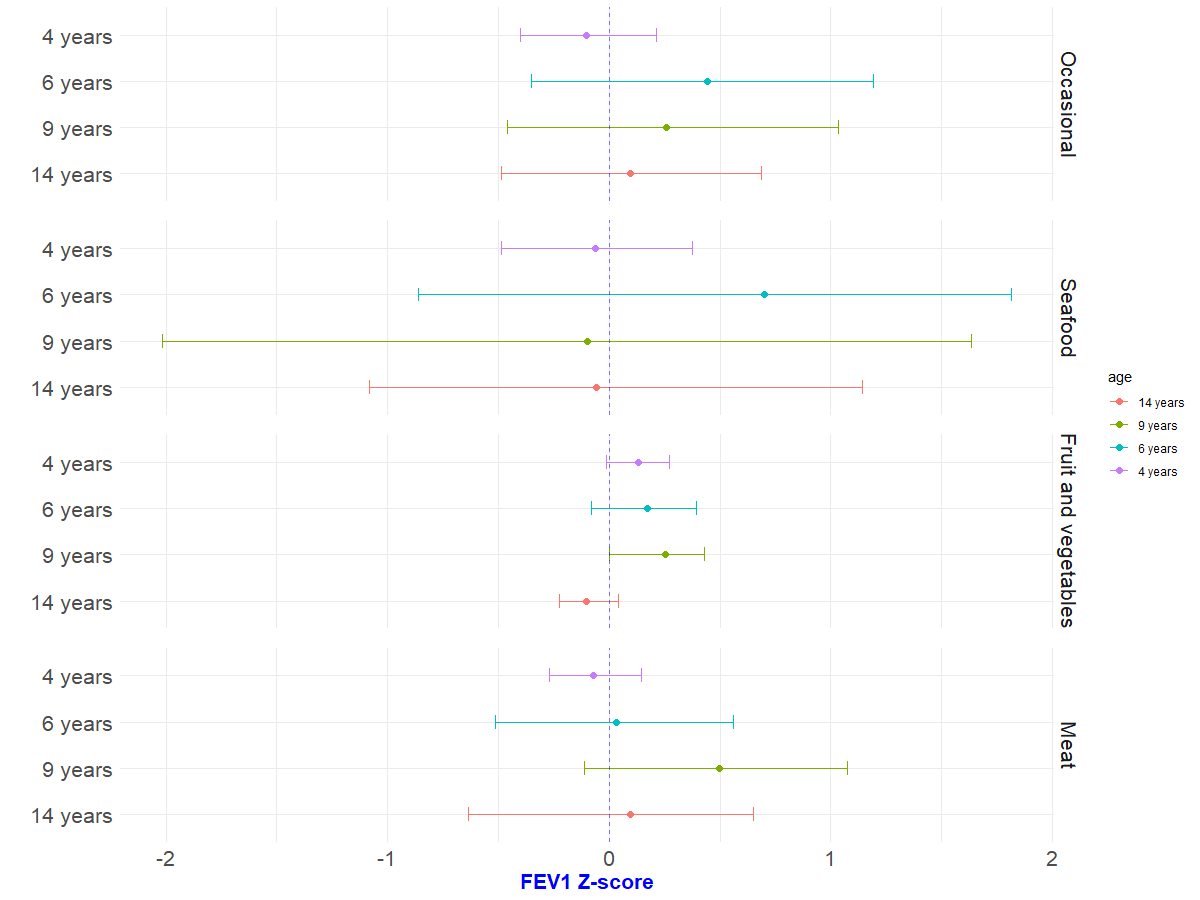 4 years
6 years
9 years
14 years
Occasional
4 years
6 years
9 years
14 years
Seafood
4 years
6 years
9 years
14 years
Fruit and vegetables
4 years
6 years
9 years
14 years
Meat
-2
-1
0
1
2
FEV1 Z-score
age
14 years
9 years
6 years
4 years